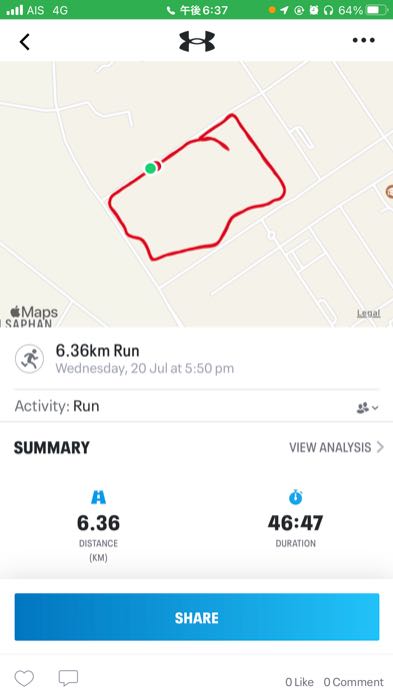 AIS 4G 午後6:37 64%
Maps
SAPHAN
Legal
6.36km Run
Wednesday, 20 Jul at 5:50 pm
Activity: Run
SUMMARY
VIEW ANALYSIS
6.36
DISTANCE
(KM)
46:47
DURATION
SHARE
0 Like 0 Comment